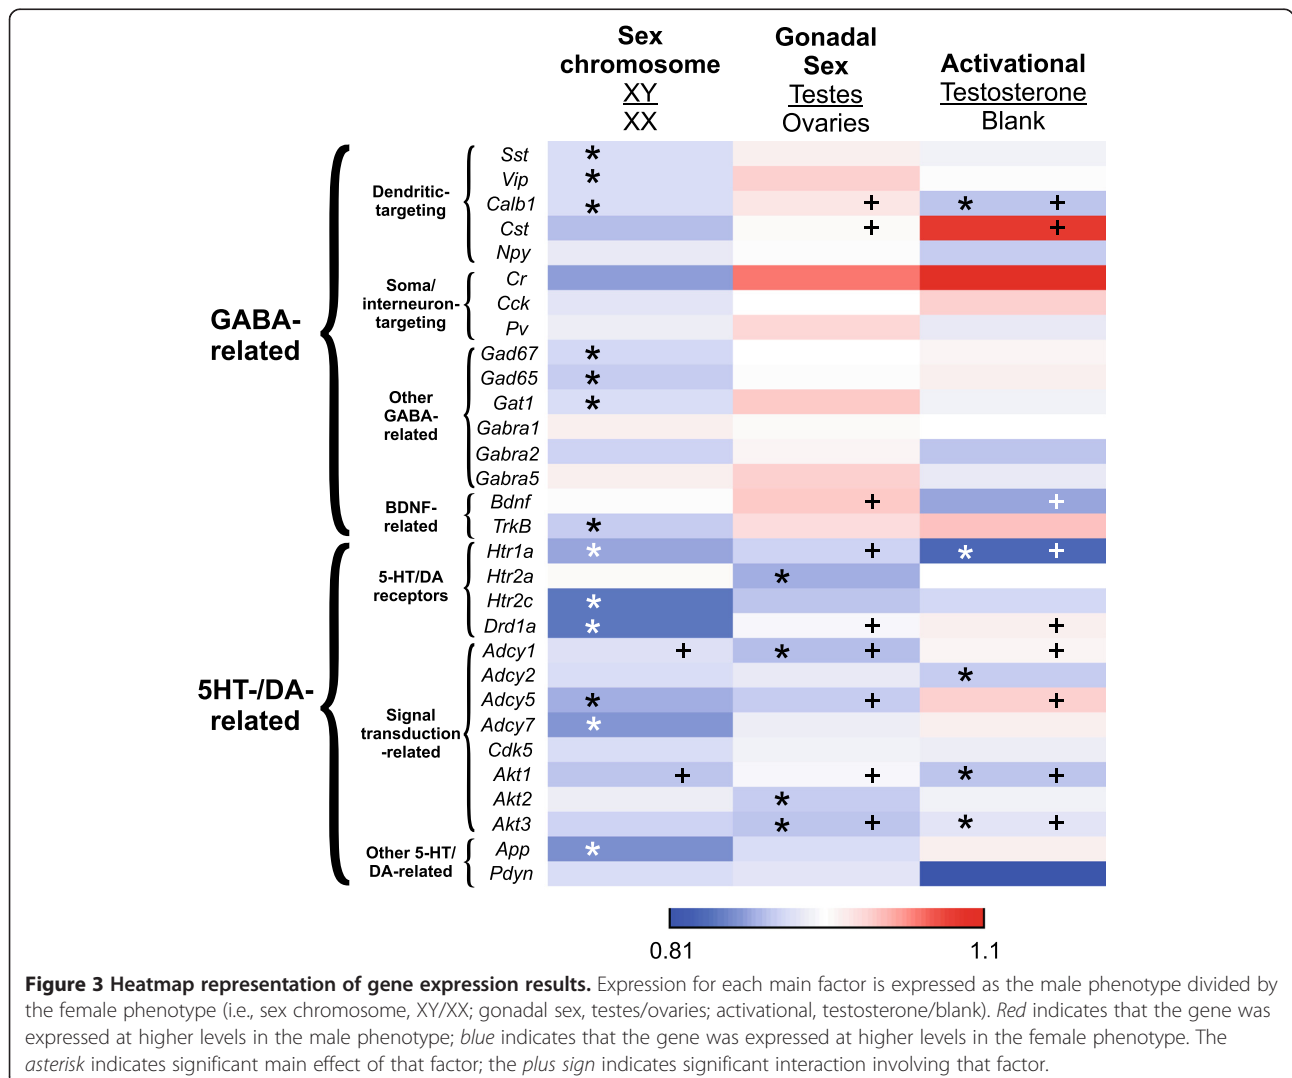 Sex
chromosome
XY
XX
Gonadal
Sex
Testes
Ovaries
Activational
Testosterone
Blank
GABA-
related
Dendritic-
targeting
Sst *
Vip *
Calb1 * + * +
Cst + +
Npy
Soma/
interneuron-
targeting
Cr
Cck
Pv
Other
GABA-
related
Gad67 *
Gad65 *
Gat1 *
Gabra1
Gabra2
Gabra5
BDNF-
related
Bdnf + +
TrkB *
5HT-/DA-
related
5-HT/DA
receptors
Htr1a * + * +
Htr2a *
Htr2c *
Drd1a * + +
Signal
transduction
-related
Adcy1 + * + +
Adcy2 *
Adcy5 * + +
Adcy7 *
Cdk5
Akt1 + + * +
Akt2 *
Akt3 * + * +
Other 5-HT/
DA-related
App *
Pdyn
0.81 1.1
Figure 3 Heatmap representation of gene expression results. Expression for each main factor is expressed as the male phenotype divided by
the female phenotype (i.e., sex chromosome, XY/XX; gonadal sex, testes/ovaries; activational, testosterone/blank). Red indicates that the gene was
expressed at higher levels in the male phenotype; blue indicates that the gene was expressed at higher levels in the female phenotype. The
asterisk indicates significant main effect of that factor; the plus sign indicates significant interaction involving that factor.